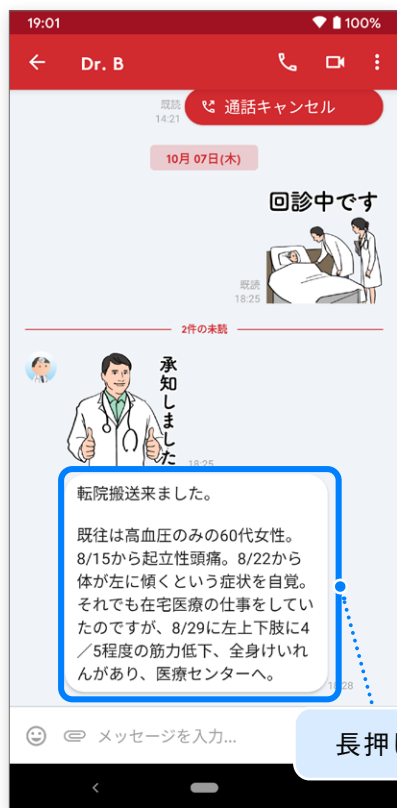 19:01
100%
Dr. B
既読
14:21
通話キャンセル
10月 07日(木)
回診中です
既読
18:25
2件の未読
承知しました
18:25
転院搬送来ました。
既往は高血圧のみの60代女性。
8/15から起立性頭痛。8/22から
体が左に傾くという症状を自覚。
それでも在宅医療の仕事をしてい
たのですが、8/29に左上下肢に4
／5程度の筋力低下、全身けいれ
んがあり、医療センターへ。
18:28
メッセージを入力...
長押し